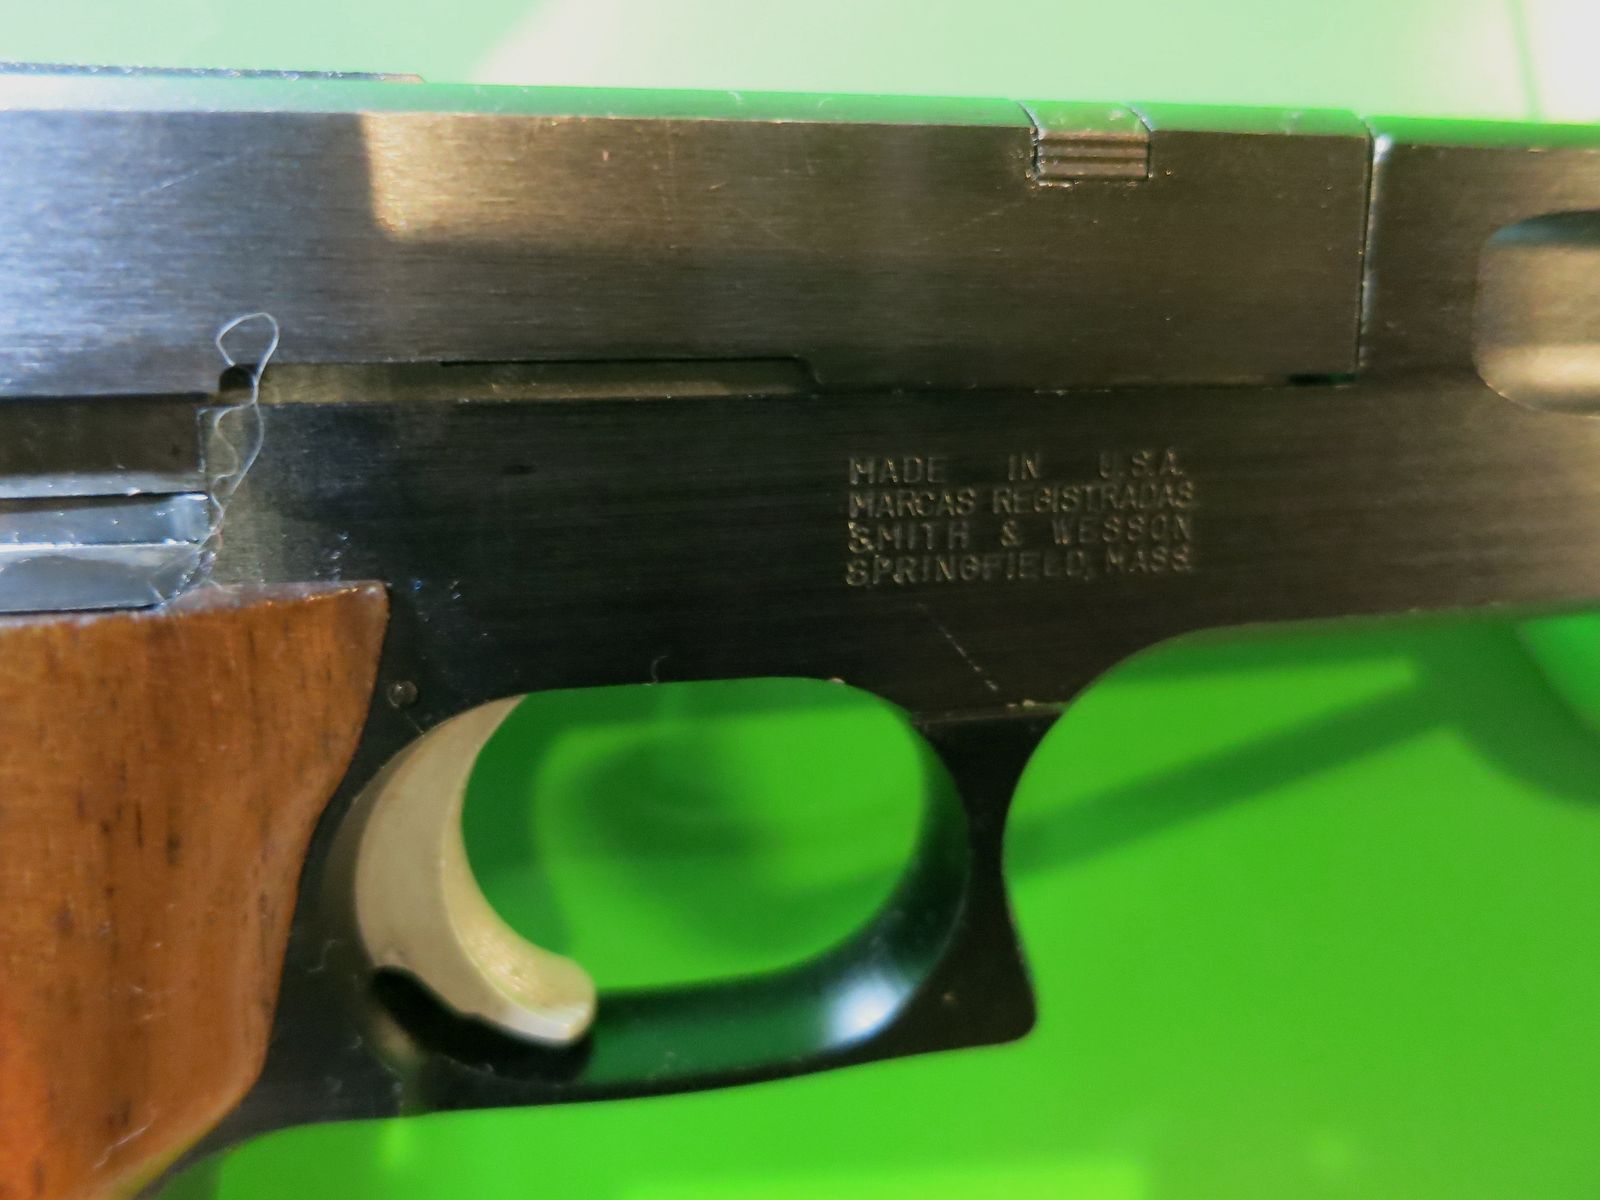 MADE IN U.S.A.
MARCAS REGISTRADAS
SMITH & WESSON
SPRINGFIELD, MASS.